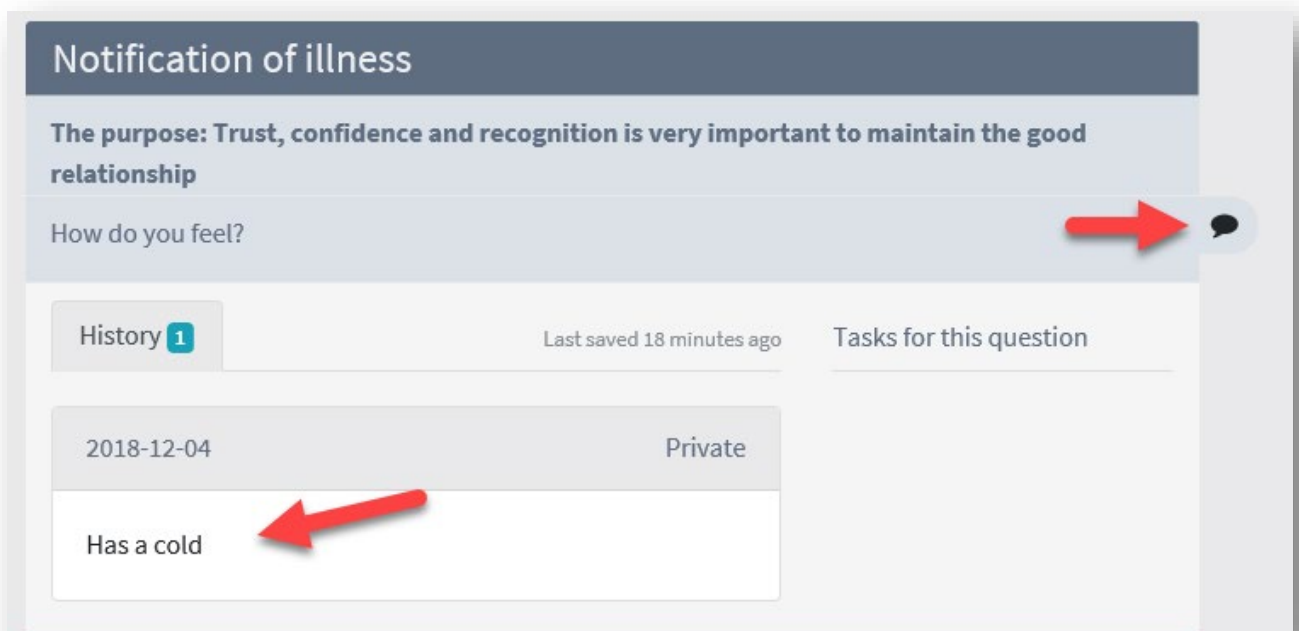 Notification of illness
The purpose: Trust, confidence and recognition is very important to maintain the good
relationship
How do you feel?
History 1
Last saved 18 minutes ago
Tasks for this question
2018-12-04
Private
Has a cold